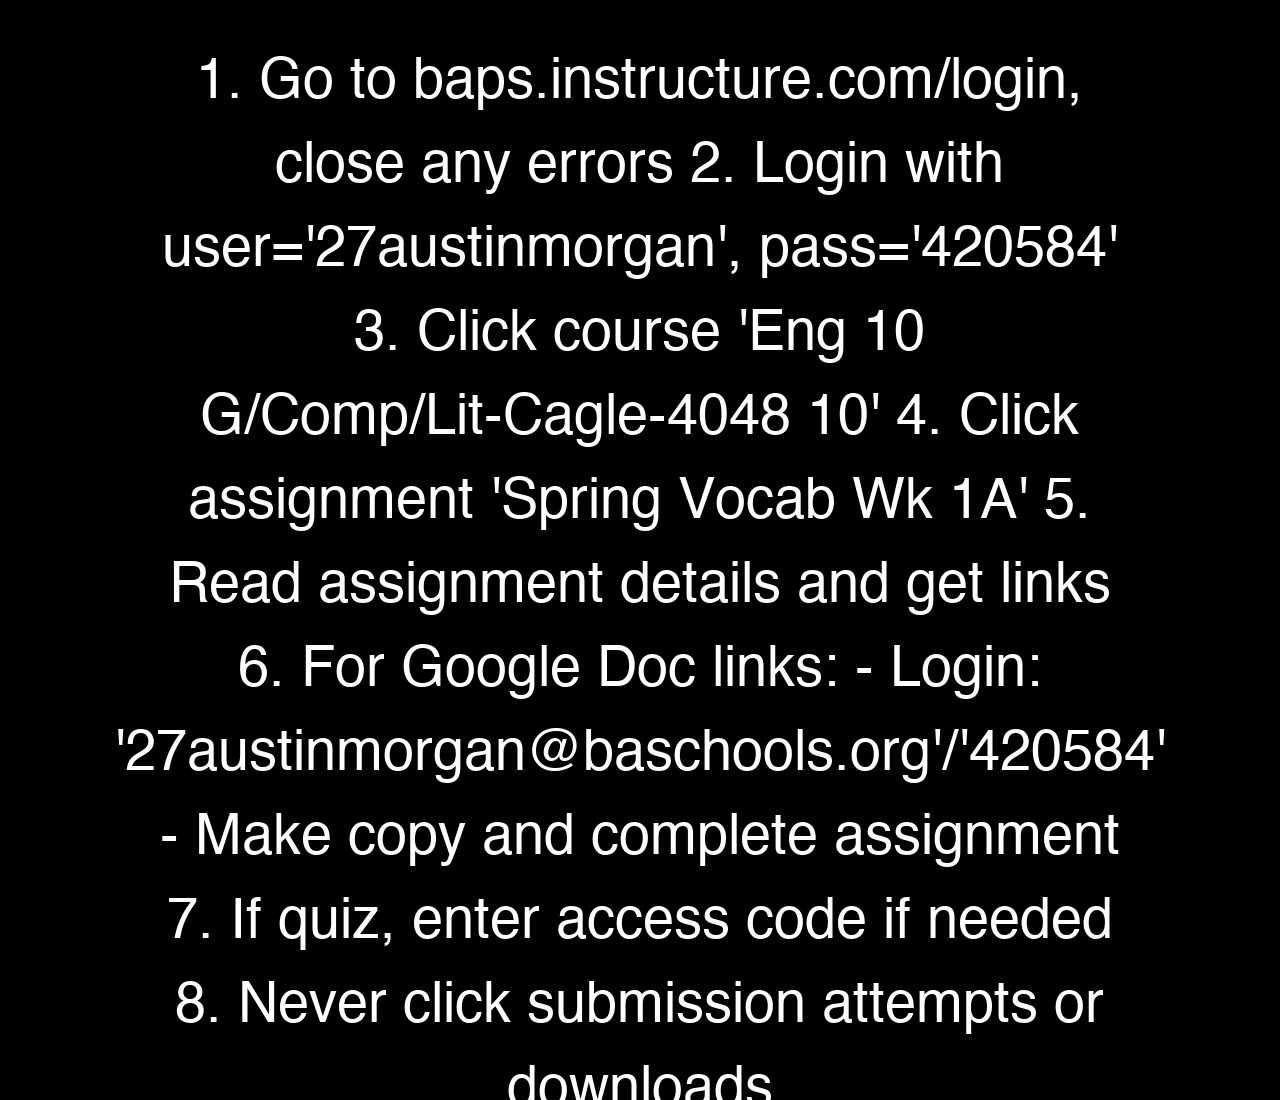 1. Go to baps.instructure.com/login,
close any errors 2. Login with
user='27austinmorgan', pass='420584'
3. Click course 'Eng 10
G/Comp/Lit-Cagle-4048 10' 4. Click
assignment 'Spring Vocab Wk 1A' 5.
Read assignment details and get links
6. For Google Doc links: - Login:
'27austinmorgan@baschools.org'/'420584'
- Make copy and complete assignment
7. If quiz, enter access code if needed
8. Never click submission attempts or
downloads